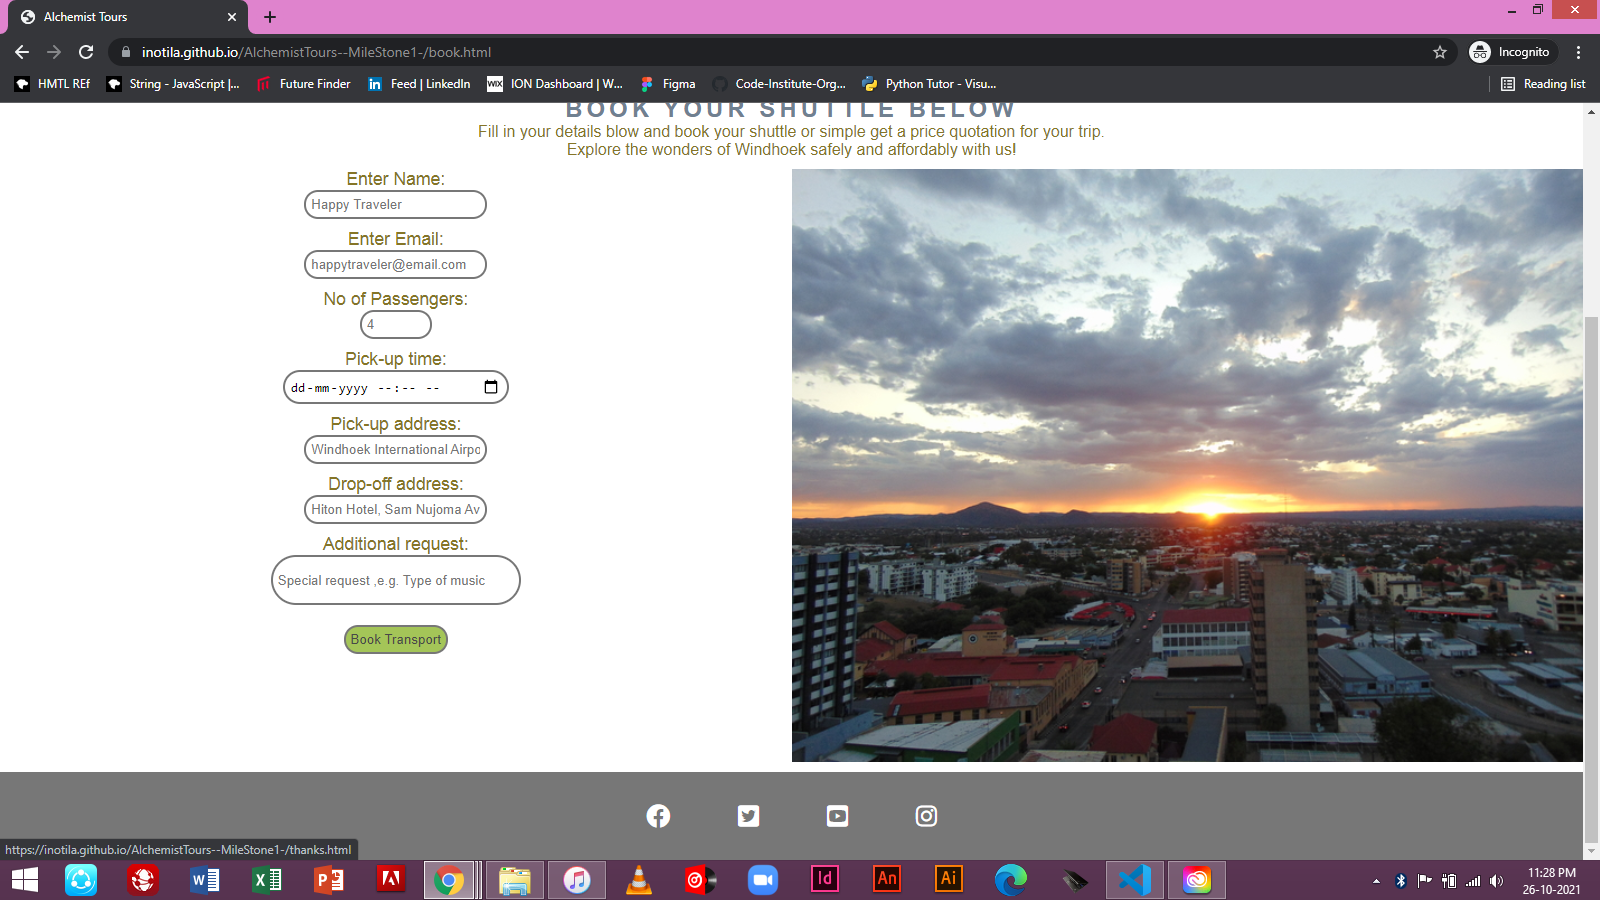 Alchemist Tours
inotila.github.io/AlchemistTours--MileStone1-/book.html
Incognito
HMTL REf
String - JavaScript |...
Future Finder
Feed | LinkedIn
WIX
ION Dashboard | W...
Figma
Code-Institute-Org...
Python Tutor - Visu...
Reading list
BOOK YOUR SHUTTLE BELOW
Fill in your details blow and book your shuttle or simple get a price quotation for your trip.
Explore the wonders of Windhoek safely and affordably with us!
Enter Name:
Happy Traveler
Enter Email:
happytraveler@email.com
No of Passengers:
4
Pick-up time:
dd-mm-yyyy --:-- --
Pick-up address:
Windhoek International Airpo
Drop-off address:
Hiton Hotel, Sam Nujoma Av
Additional request:
Special request ,e.g. Type of music
Book Transport
https://inotila.github.io/AlchemistTours--MileStone1-/thanks.html
Id
An
Ai
11:28 PM
26-10-2021